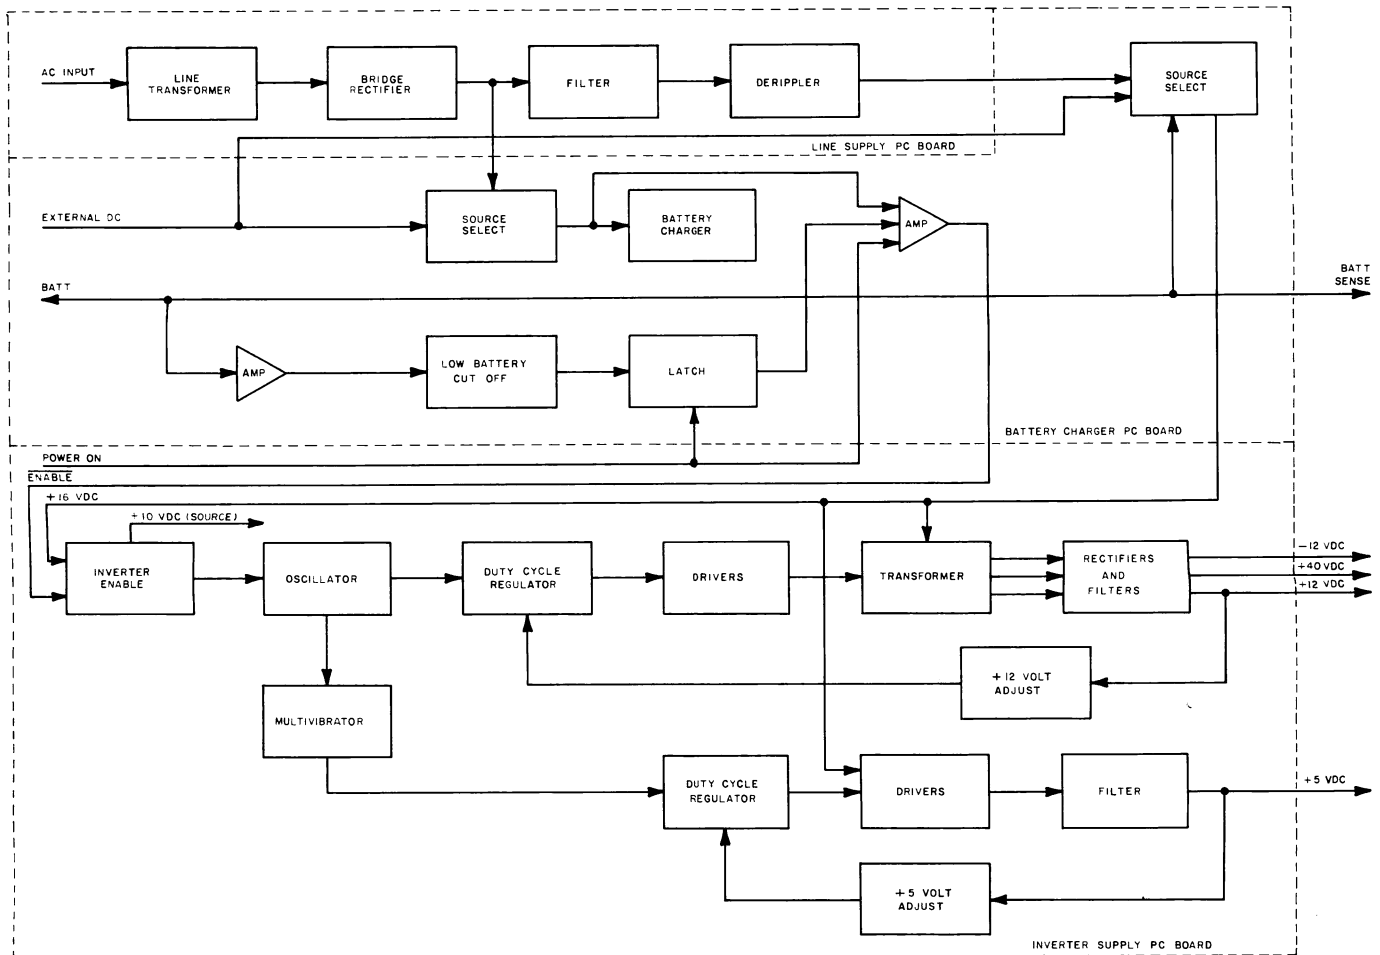 AC INPUT
LINE
TRANSFORMER
BRIDGE
RECTIFIER
FILTER
DERIPPLER
SOURCE
SELECT
LINE SUPPLY PC BOARD
EXTERNAL DC
SOURCE
SELECT
BATTERY
CHARGER
AMP
BATT
BATT
SENSE
AMP
LOW BATTERY
CUT OFF
LATCH
BATTERY CHARGER PC BOARD
POWER ON
ENABLE
+16 VDC
+10 VDC (SOURCE)
INVERTER
ENABLE
OSCILLATOR
DUTY CYCLE
REGULATOR
DRIVERS
TRANSFORMER
RECTIFIERS
AND
FILTERS
-12 VDC
+40 VDC
+12 VDC
+12 VOLT
ADJUST
MULTIVIBRATOR
DUTY CYCLE
REGULATOR
DRIVERS
FILTER
+5 VDC
+5 VOLT
ADJUST
INVERTER SUPPLY PC BOARD